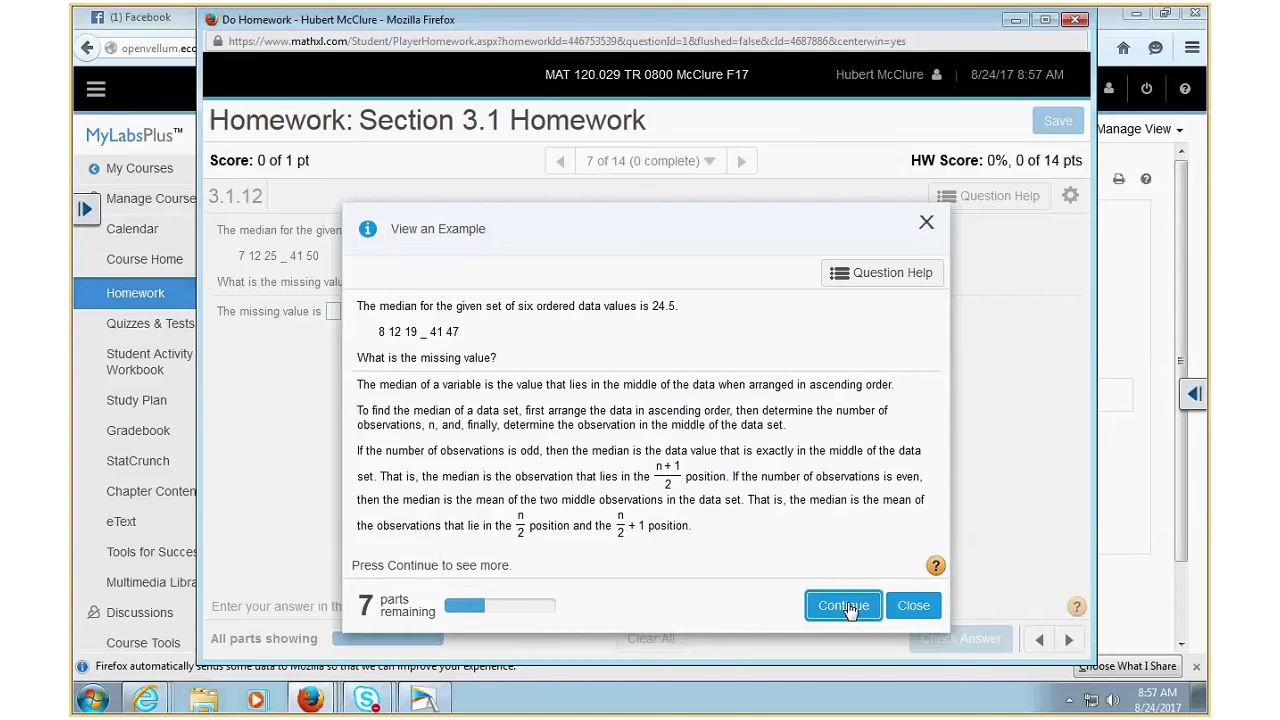 (1) Facebook
Do Homework - Hubert McClure - Mozilla Firefox
openvellum.ecc
https://www.mathxl.com/Student/PlayerHomework.aspx?homeworkId=446753539&questionId=1&flushed=false&cId=4687886&centerwin=yes
MAT 120.029 TR 0800 McClure F17
Hubert McClure
8/24/17 8:57 AM
MyLabsPlus™
Manage View
Homework: Section 3.1 Homework
Save
Score: 0 of 1 pt
7 of 14 (0 complete)
HW Score: 0%, 0 of 14 pts
3.1.12
Question Help
My Courses
Manage Course
Calendar
Course Home
Homework
Quizzes & Tests
Student Activity
Workbook
Study Plan
Gradebook
StatCrunch
Chapter Conten
eText
Tools for Succes
Multimedia Libra
Discussions
Course Tools
The median for the given
7 12 25 _ 41 50
What is the missing valu
The missing value is
View an Example
X
Question Help
The median for the given set of six ordered data values is 24.5.
8 12 19 _ 41 47
What is the missing value?
The median of a variable is the value that lies in the middle of the data when arranged in ascending order.
To find the median of a data set, first arrange the data in ascending order, then determine the number of
observations, n, and, finally, determine the observation in the middle of the data set.
If the number of observations is odd, then the median is the data value that is exactly in the middle of the data
set. That is, the median is the observation that lies in the n + 1 / 2 position. If the number of observations is even,
then the median is the mean of the two middle observations in the data set. That is, the median is the mean of
the observations that lie in the n / 2 position and the n / 2 + 1 position.
Press Continue to see more.
?
7 parts
remaining
Continue
Close
Enter your answer in th
?
All parts showing
Clear All
Check Answer
Firefox automatically sends some data to Mozilla so that we can improve your experience.
Choose What I Share
8:57 AM
8/24/2017